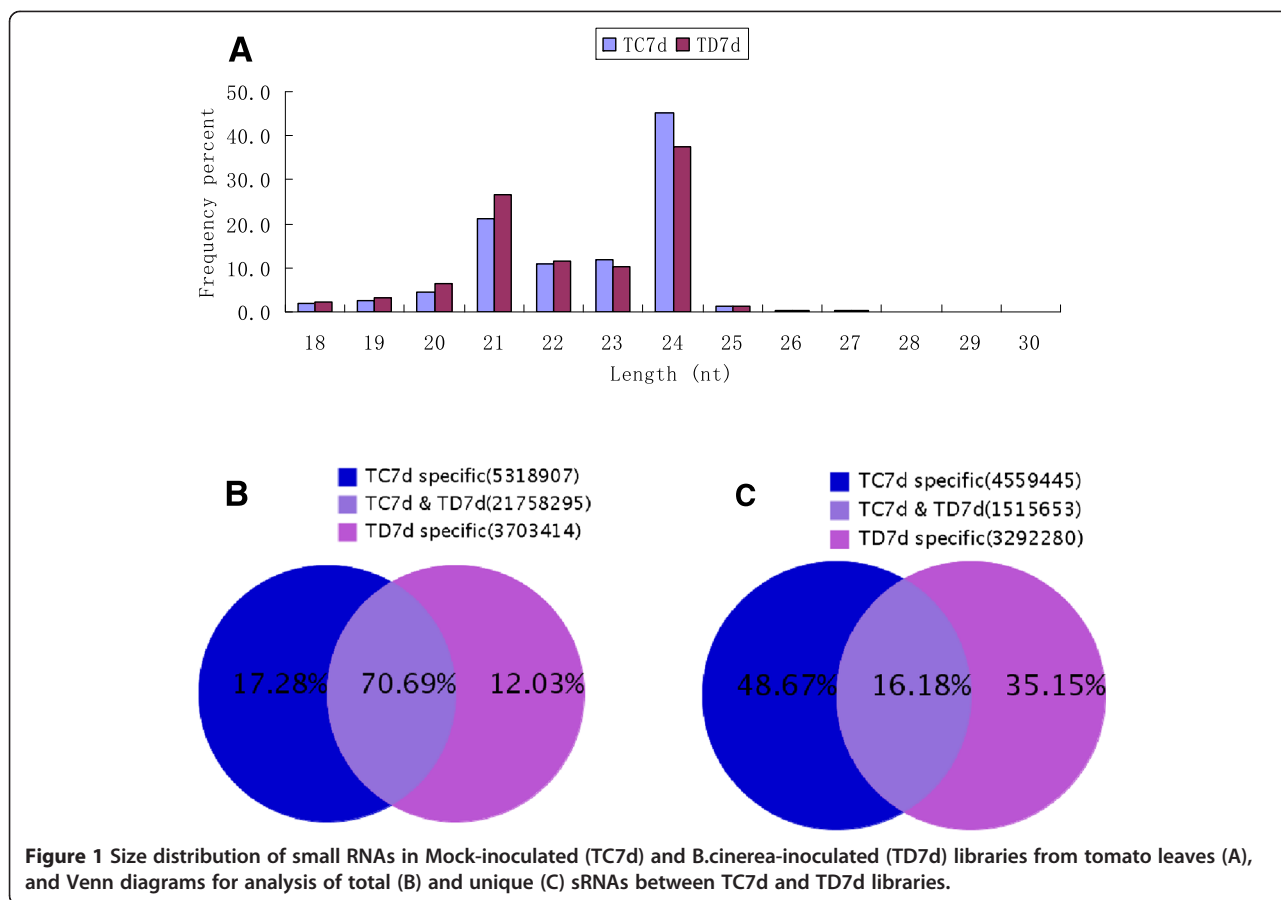 A
TC7d TD7d
Frequency percent
50.0
40.0
30.0
20.0
10.0
0.0
18 19 20 21 22 23 24 25 26 27 28 29 30
Length (nt)
B
TC7d specific(5318907)
TC7d & TD7d(21758295)
TD7d specific(3703414)
17.28% 70.69% 12.03%
C
TC7d specific(4559445)
TC7d & TD7d(1515653)
TD7d specific(3292280)
48.67% 16.18% 35.15%
Figure 1 Size distribution of small RNAs in Mock-inoculated (TC7d) and B.cinerea-inoculated (TD7d) libraries from tomato leaves (A),
and Venn diagrams for analysis of total (B) and unique (C) sRNAs between TC7d and TD7d libraries.